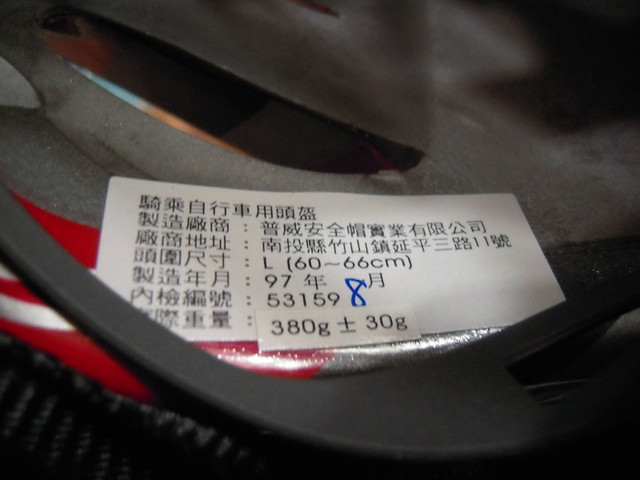 騎乘自行車用頭盔
製造廠商：普威安全帽實業有限公司
廠商地址：南投縣竹山鎮延平三路11號
頭圍尺寸：L (60~66cm)
製造年月：97 年 8 月
內檢編號：53159
際重量：380g ± 30g